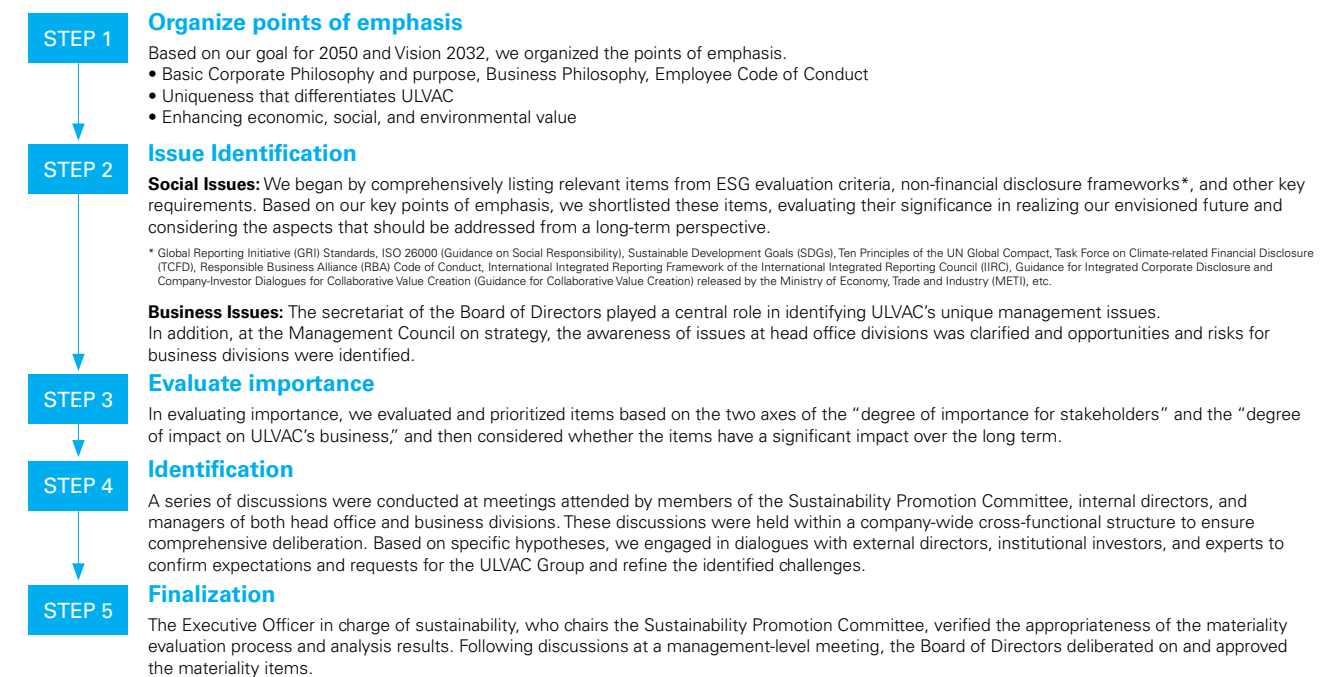 STEP 1
Organize points of emphasis
Based on our goal for 2050 and Vision 2032, we organized the points of emphasis.
• Basic Corporate Philosophy and purpose, Business Philosophy, Employee Code of Conduct
• Uniqueness that differentiates ULVAC
• Enhancing economic, social, and environmental value
STEP 2
Issue Identification
Social Issues: We began by comprehensively listing relevant items from ESG evaluation criteria, non-financial disclosure frameworks*, and other key
requirements. Based on our key points of emphasis, we shortlisted these items, evaluating their significance in realizing our envisioned future and
considering the aspects that should be addressed from a long-term perspective.
* Global Reporting Initiative (GRI) Standards, ISO 26000 (Guidance on Social Responsibility), Sustainable Development Goals (SDGs), Ten Principles of the UN Global Compact, Task Force on Climate-related Financial Disclosure
(TCFD), Responsible Business Alliance (RBA) Code of Conduct, International Integrated Reporting Framework of the International Integrated Reporting Council (IIRC), Guidance for Integrated Corporate Disclosure and
Company-Investor Dialogues for Collaborative Value Creation (Guidance for Collaborative Value Creation) released by the Ministry of Economy, Trade and Industry (METI), etc.
Business Issues: The secretariat of the Board of Directors played a central role in identifying ULVAC's unique management issues.
In addition, at the Management Council on strategy, the awareness of issues at head office divisions was clarified and opportunities and risks for
business divisions were identified.
STEP 3
Evaluate importance
In evaluating importance, we evaluated and prioritized items based on the two axes of the “degree of importance for stakeholders” and the “degree
of impact on ULVAC's business,” and then considered whether the items have a significant impact over the long term.
STEP 4
Identification
A series of discussions were conducted at meetings attended by members of the Sustainability Promotion Committee, internal directors, and
managers of both head office and business divisions. These discussions were held within a company-wide cross-functional structure to ensure
comprehensive deliberation. Based on specific hypotheses, we engaged in dialogues with external directors, institutional investors, and experts to
confirm expectations and requests for the ULVAC Group and refine the identified challenges.
STEP 5
Finalization
The Executive Officer in charge of sustainability, who chairs the Sustainability Promotion Committee, verified the appropriateness of the materiality
evaluation process and analysis results. Following discussions at a management-level meeting, the Board of Directors deliberated on and approved
the materiality items.